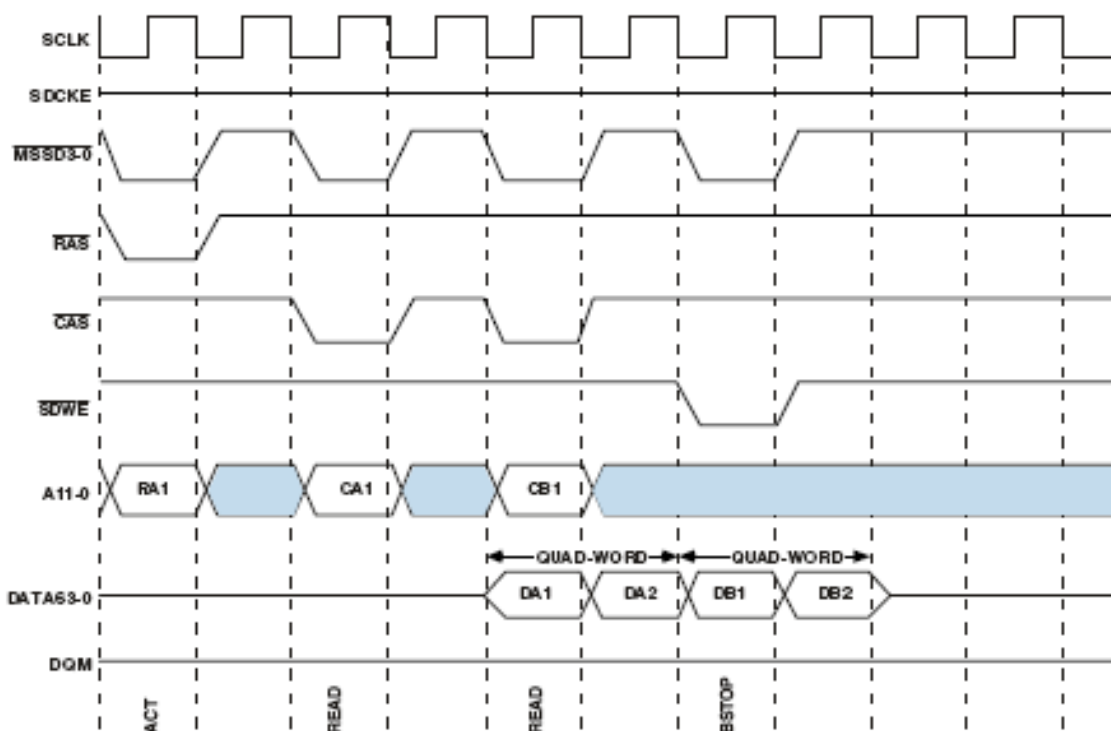 SCLK
SDCKE
MSSD3-0
RAS
CAS
SDWE
A11-0 RA1 CA1 CB1
QUAD-WORD QUAD-WORD
DATA63-0 DA1 DA2 DB1 DB2
DQM
ACT READ READ BSTOP